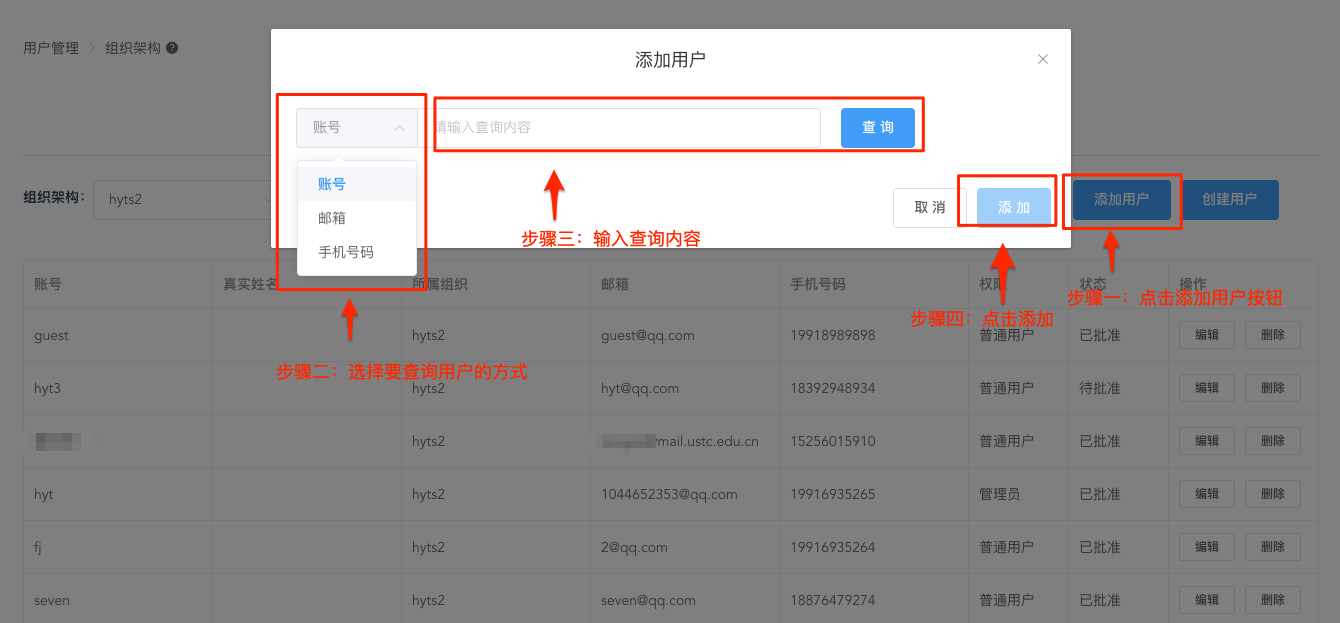 用户管理 > 组织架构 ?
添加用户
账号
请输入查询内容
查 询
账号
邮箱
手机号码
取 消
添 加
组织架构: hyts2
添加用户
创建用户
步骤三：输入查询内容
步骤一：点击添加用户按钮
步骤四：点击添加
步骤二：选择要查询用户的方式
账号 真实姓名 所属组织 邮箱 手机号码 权限 状态 操作
guest hyts2 guest@qq.com 19918989898 普通用户 已批准 编辑 删除
hyt3 hyts2 hyt@qq.com 18392948934 普通用户 待批准 编辑 删除
hyts2 mail.ustc.edu.cn 15256015910 普通用户 已批准 编辑 删除
hyt hyts2 1044652353@qq.com 19916935265 管理员 已批准 编辑 删除
fj hyts2 2@qq.com 19916935264 普通用户 已批准 编辑 删除
seven hyts2 seven@qq.com 18876479274 普通用户 已批准 编辑 删除